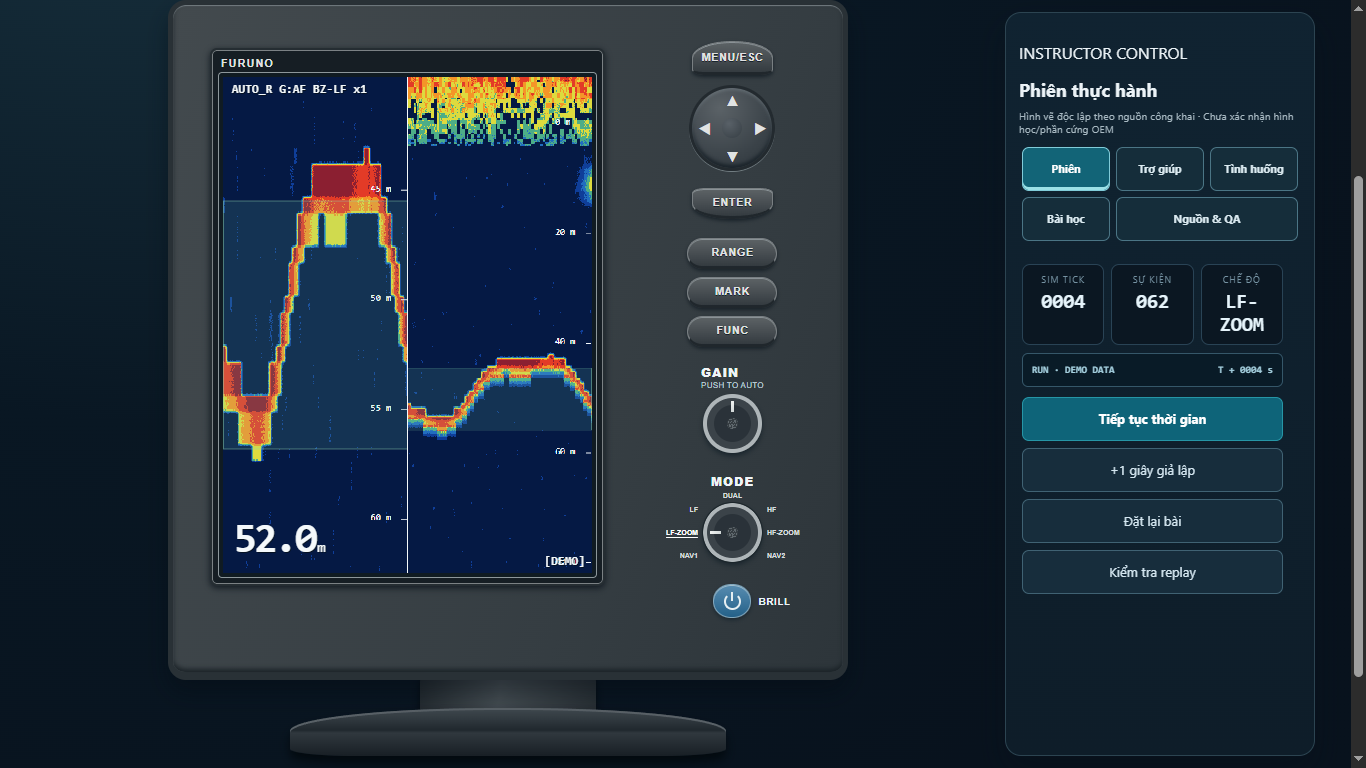 FURUNO
AUTO_R G:AF BZ-LF x1
45 m
50 m
55 m
60 m
52.0m
0 m
20 m
40 m
60 m
[DEMO]
MENU/ESC
ENTER
RANGE
MARK
FUNC
GAIN
PUSH TO AUTO
MODE
DUAL
LF
HF
LF-ZOOM
HF-ZOOM
NAV1
NAV2
BRILL
INSTRUCTOR CONTROL
Phiên thực hành
Hình vẽ độc lập theo nguồn công khai · Chưa xác nhận hình
học/phần cứng OEM
Phiên
Trợ giúp
Tình huống
Bài học
Nguồn & QA
SIM TICK
0004
SỰ KIỆN
062
CHẾ ĐỘ
LF-
ZOOM
RUN · DEMO DATA
T + 0004 s
Tiếp tục thời gian
+1 giây giả lập
Đặt lại bài
Kiểm tra replay